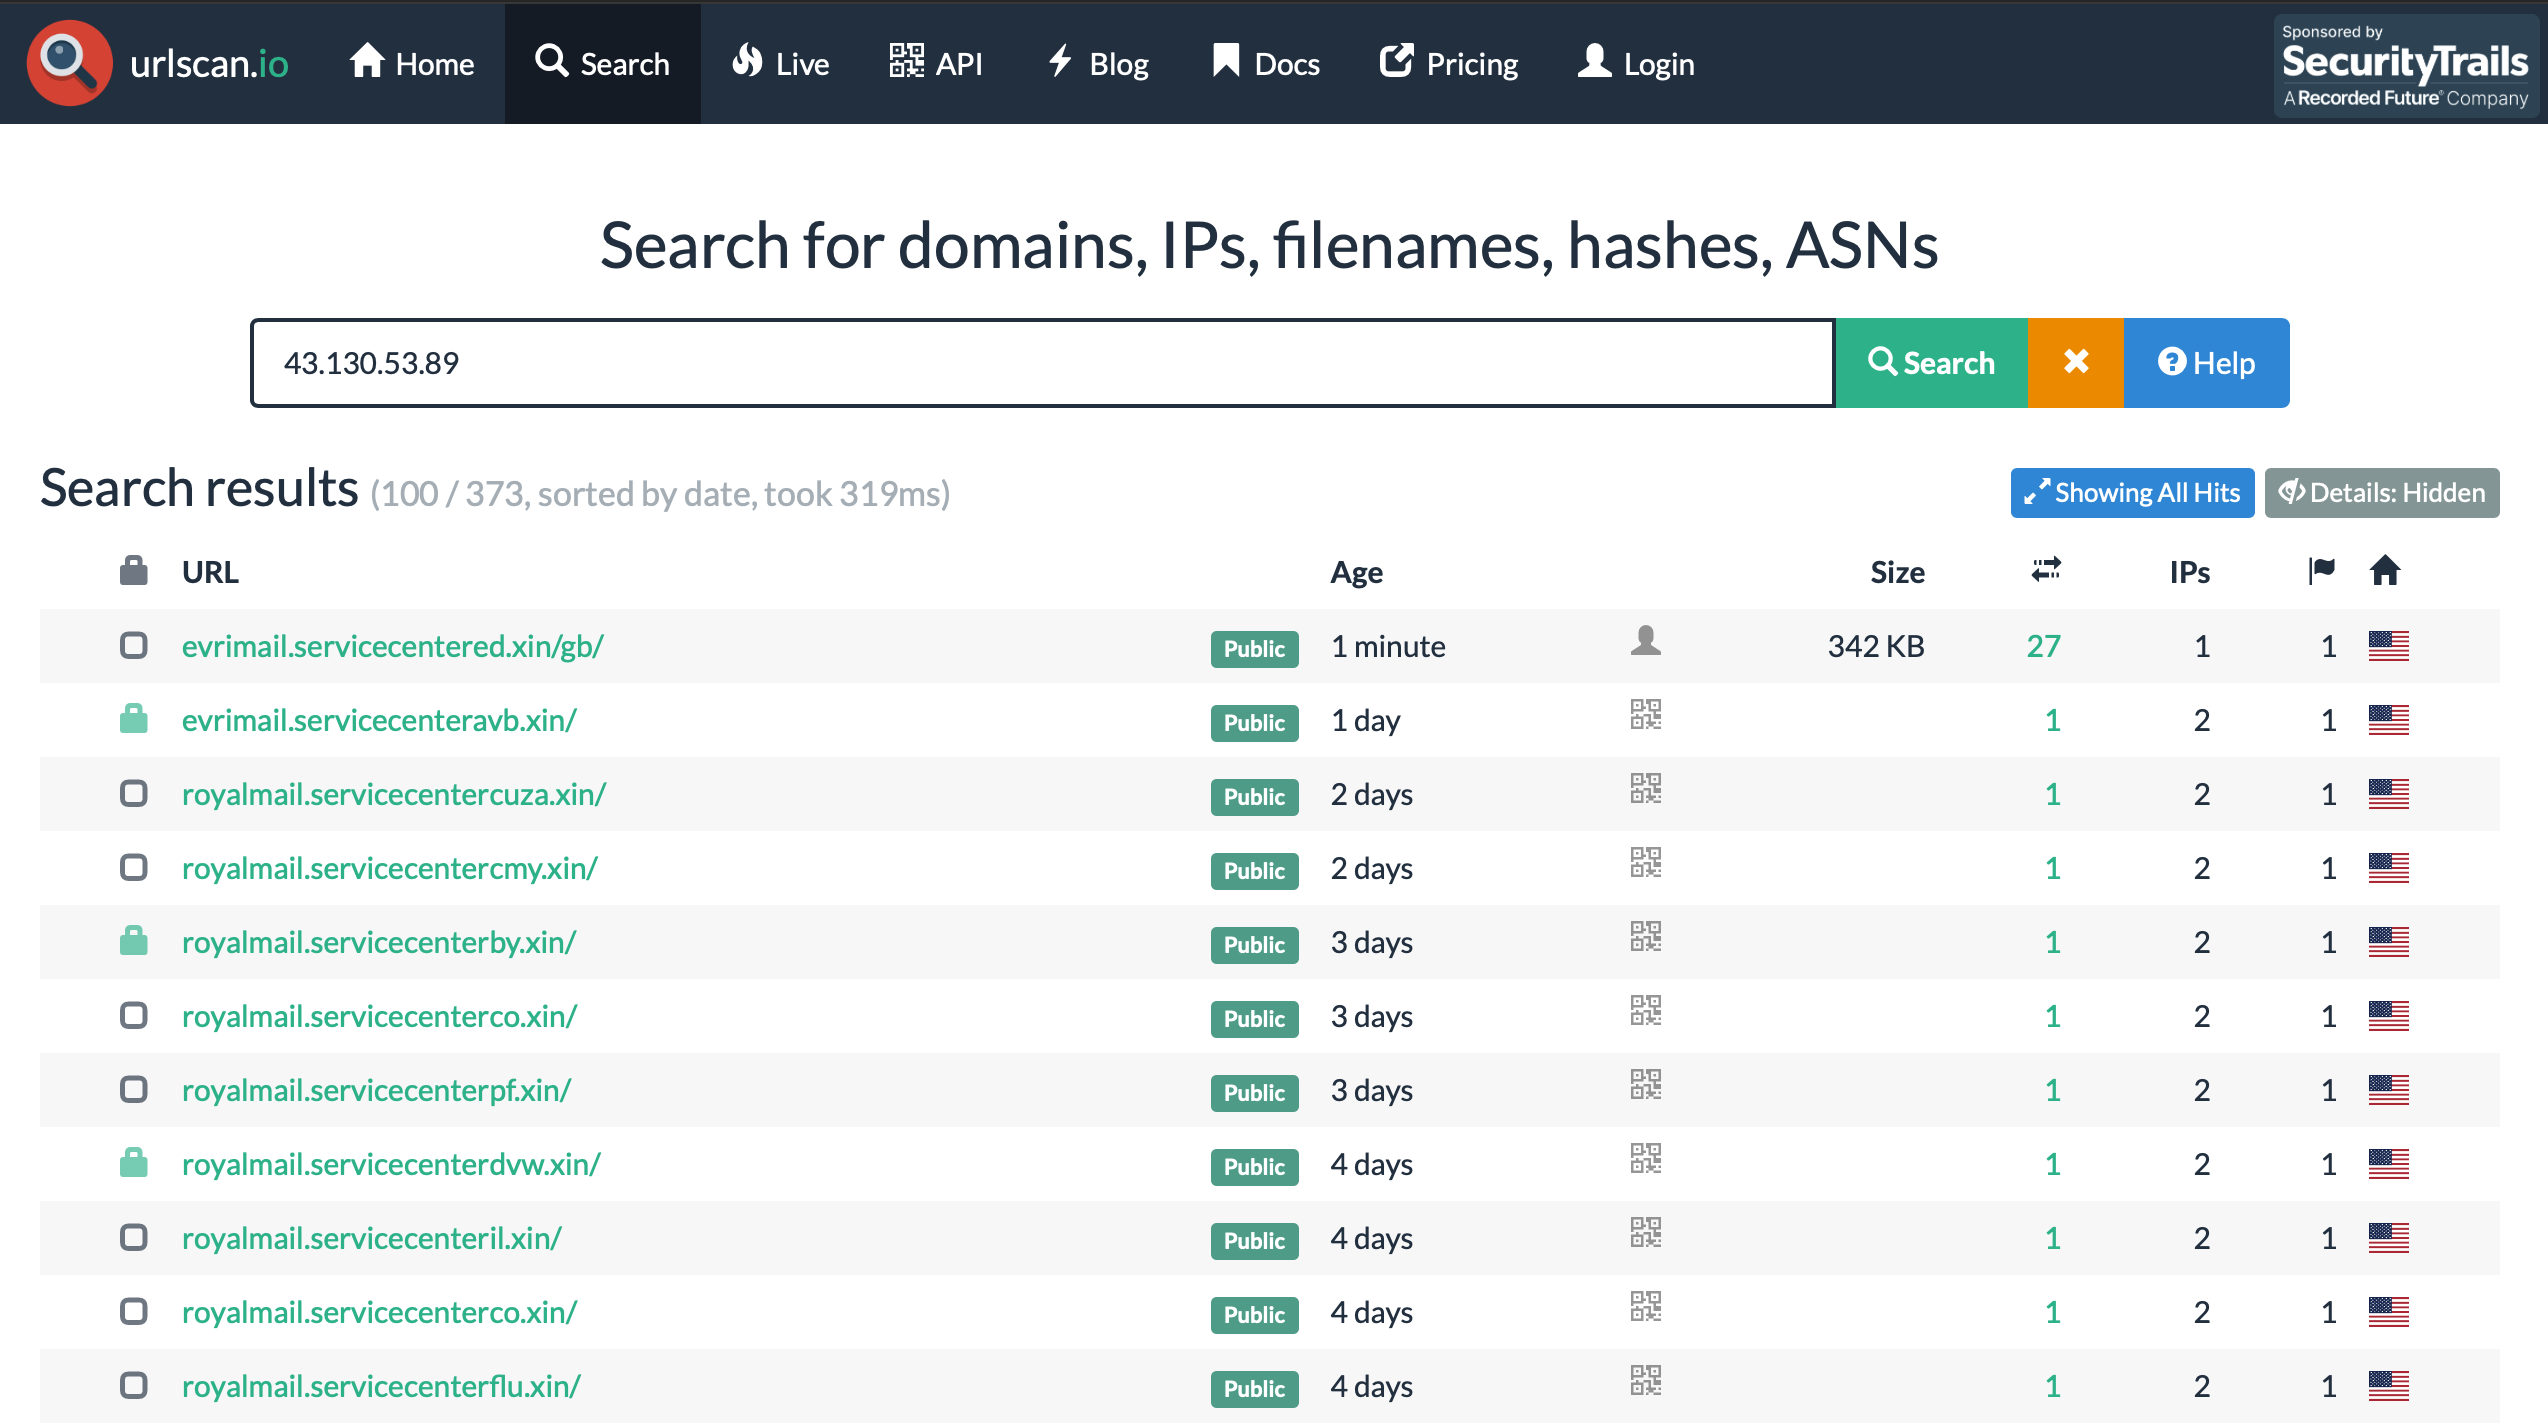 urlscan.io Home Search Live API Blog Docs Pricing Login
Sponsored by
SecurityTrails
A Recorded Future® Company
Search for domains, IPs, filenames, hashes, ASNs
43.130.53.89 Search Help
Search results (100 / 373, sorted by date, took 319ms) Showing All Hits Details: Hidden
URL Age Size IPs
evrimail.servicecentered.xin/gb/ Public 1 minute 342 KB 27 1 1
evrimail.servicecenteravb.xin/ Public 1 day 1 2 1
royalmail.servicecentercuza.xin/ Public 2 days 1 2 1
royalmail.servicecentercmy.xin/ Public 2 days 1 2 1
royalmail.servicecenterby.xin/ Public 3 days 1 2 1
royalmail.servicecenterco.xin/ Public 3 days 1 2 1
royalmail.servicecenterpf.xin/ Public 3 days 1 2 1
royalmail.servicecenterdvw.xin/ Public 4 days 1 2 1
royalmail.servicecenteril.xin/ Public 4 days 1 2 1
royalmail.servicecenterco.xin/ Public 4 days 1 2 1
royalmail.servicecenterflu.xin/ Public 4 days 1 2 1